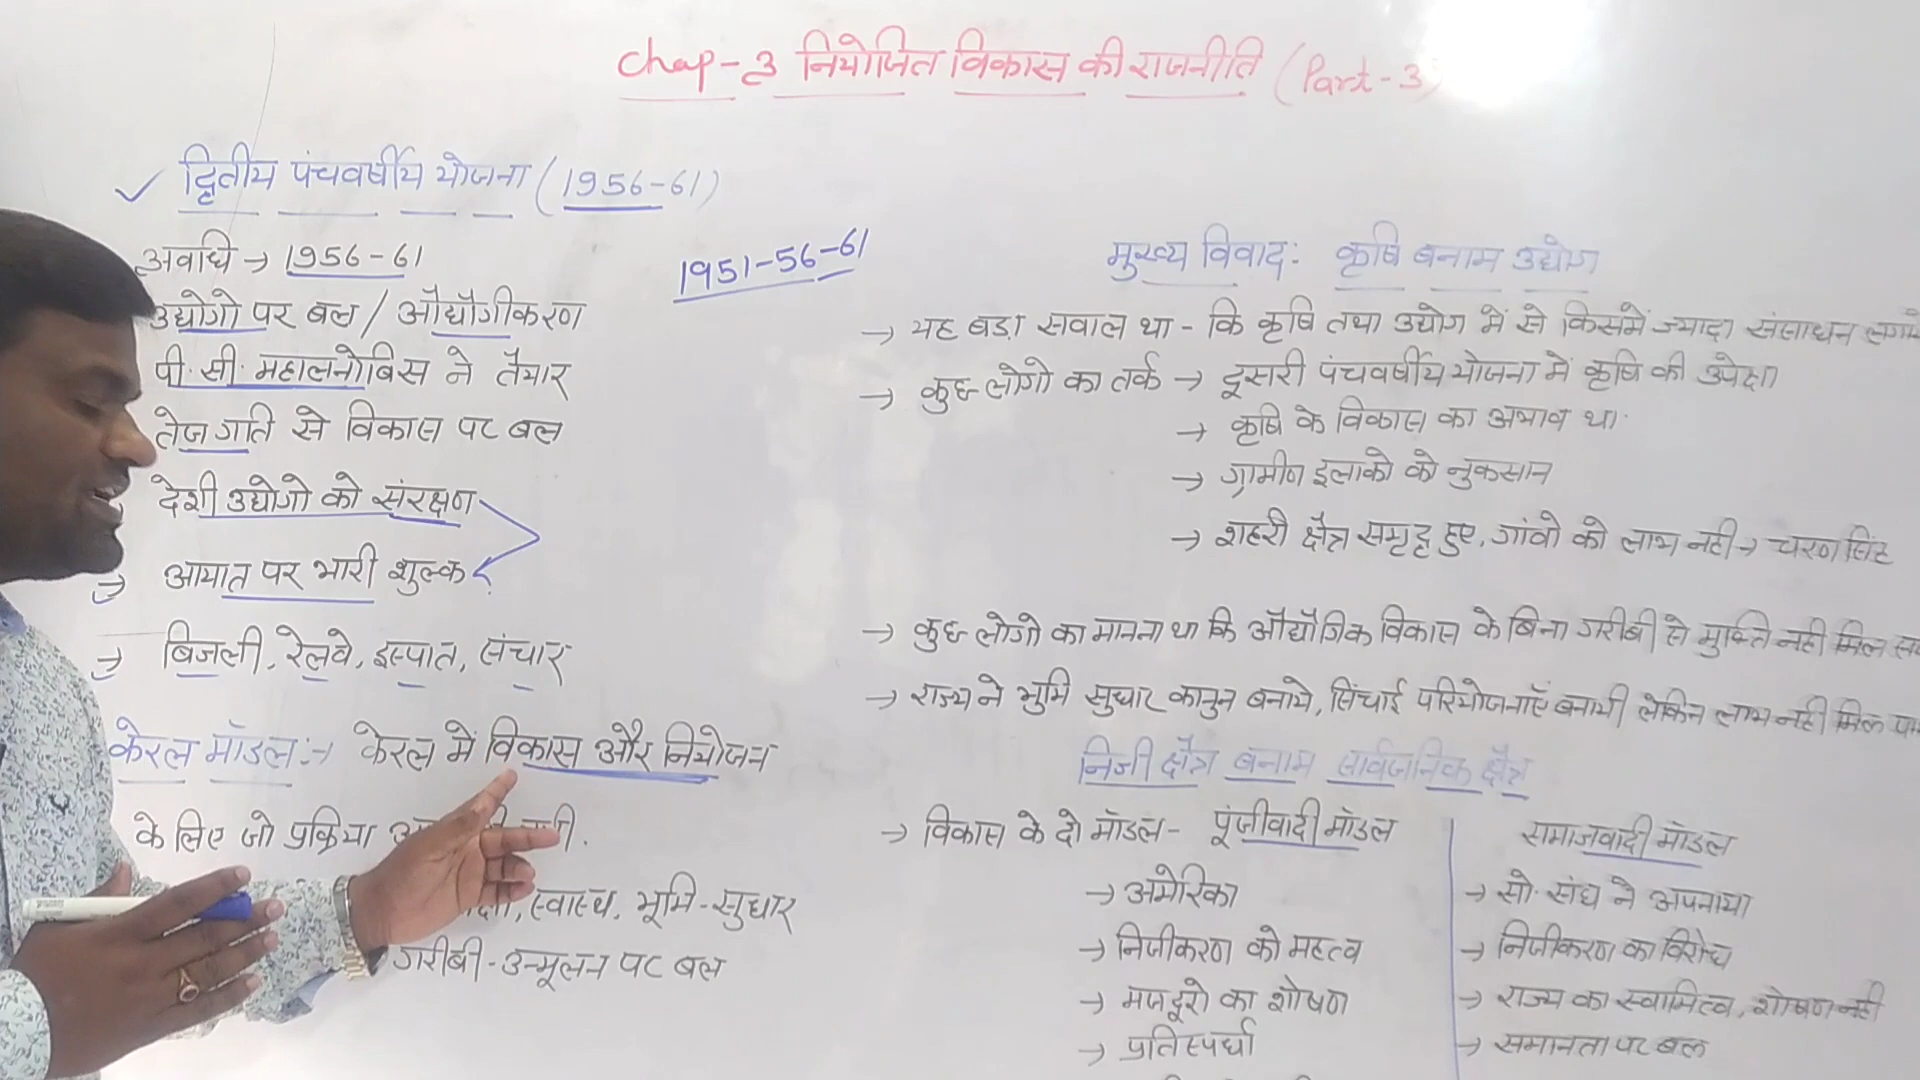 Chap-3 नियोजित विकास की राजनीति (Part-3
✓ द्वितीय पंचवर्षीय योजना (1956-61)
अवधि → 1956-61
उद्योगो पर बल / औद्यौगीकरण
पी.सी. महालनोबिस ने तैयार
तेज गति से विकास पर बल
देशी उद्योगो को संरक्षण
→ आयात पर भारी शुल्क
→ बिजली, रेलवे, इस्पात, संचार
केरल मॉडल :→ केरल मे विकास और नियोजन
के लिए जो प्रक्रिया
स्वास्थ, भूमि-सुधार
गरीबी-उन्मूलन पर बल
1951-56-61
मुख्य विवाद: कृषि बनाम उद्योग
→ यह बड़ा सवाल था - कि कृषि तथा उद्योग में से किसमें ज्यादा संसाधन
→ कुछ लोगो का तर्क → दूसरी पंचवर्षीय योजना में कृषि की उपेक्षा
→ कृषि के विकास का अभाव था.
→ ग्रामीण इलाको को नुकसान
→ शहरी क्षेत्र समृद्ध हुए, गांवो को लाभ नही → चरण सिंह
→ कुछ लोगो का मानना था कि औद्यौगिक विकास के बिना गरीबी से मुक्ति नही मिल
→ राज्य ने भुमि सुधार कानुन बनाये, सिंचाई परियोजनाएँ बनायी लेकिन लाभ नही मिल
निजी क्षेत्र बनाम सार्वजनिक क्षेत्र
→ विकास के दो मॉडल - पूंजीवादी मॉडल
→ अमेरिका
→ निजीकरण को महत्व
→ मजदूरो का शोषण
→ प्रतिस्पर्धा
समाजवादी मॉडल
→ सो. संघ ने अपनाया
→ निजीकरण का विरोध
→ राज्य का स्वामित्व, शोषण नही
→ समानता पर बल